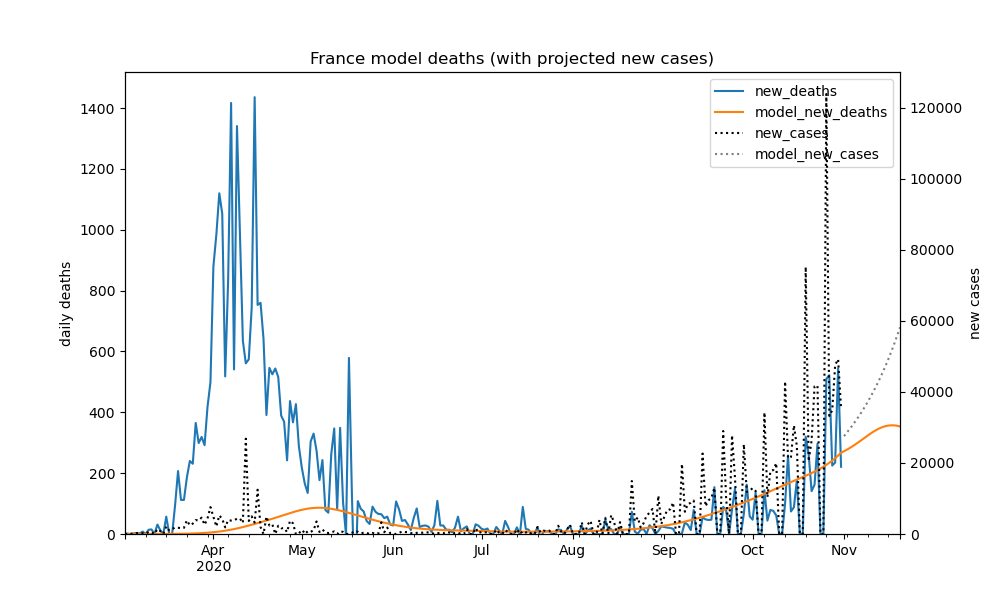 France model deaths (with projected new cases)
new_deaths
model_new_deaths
new_cases
model_new_cases
1400
1200
1000
800
600
400
200
0
daily deaths
120000
100000
80000
60000
40000
20000
0
new cases
Apr May Jun Jul Aug Sep Oct Nov
2020